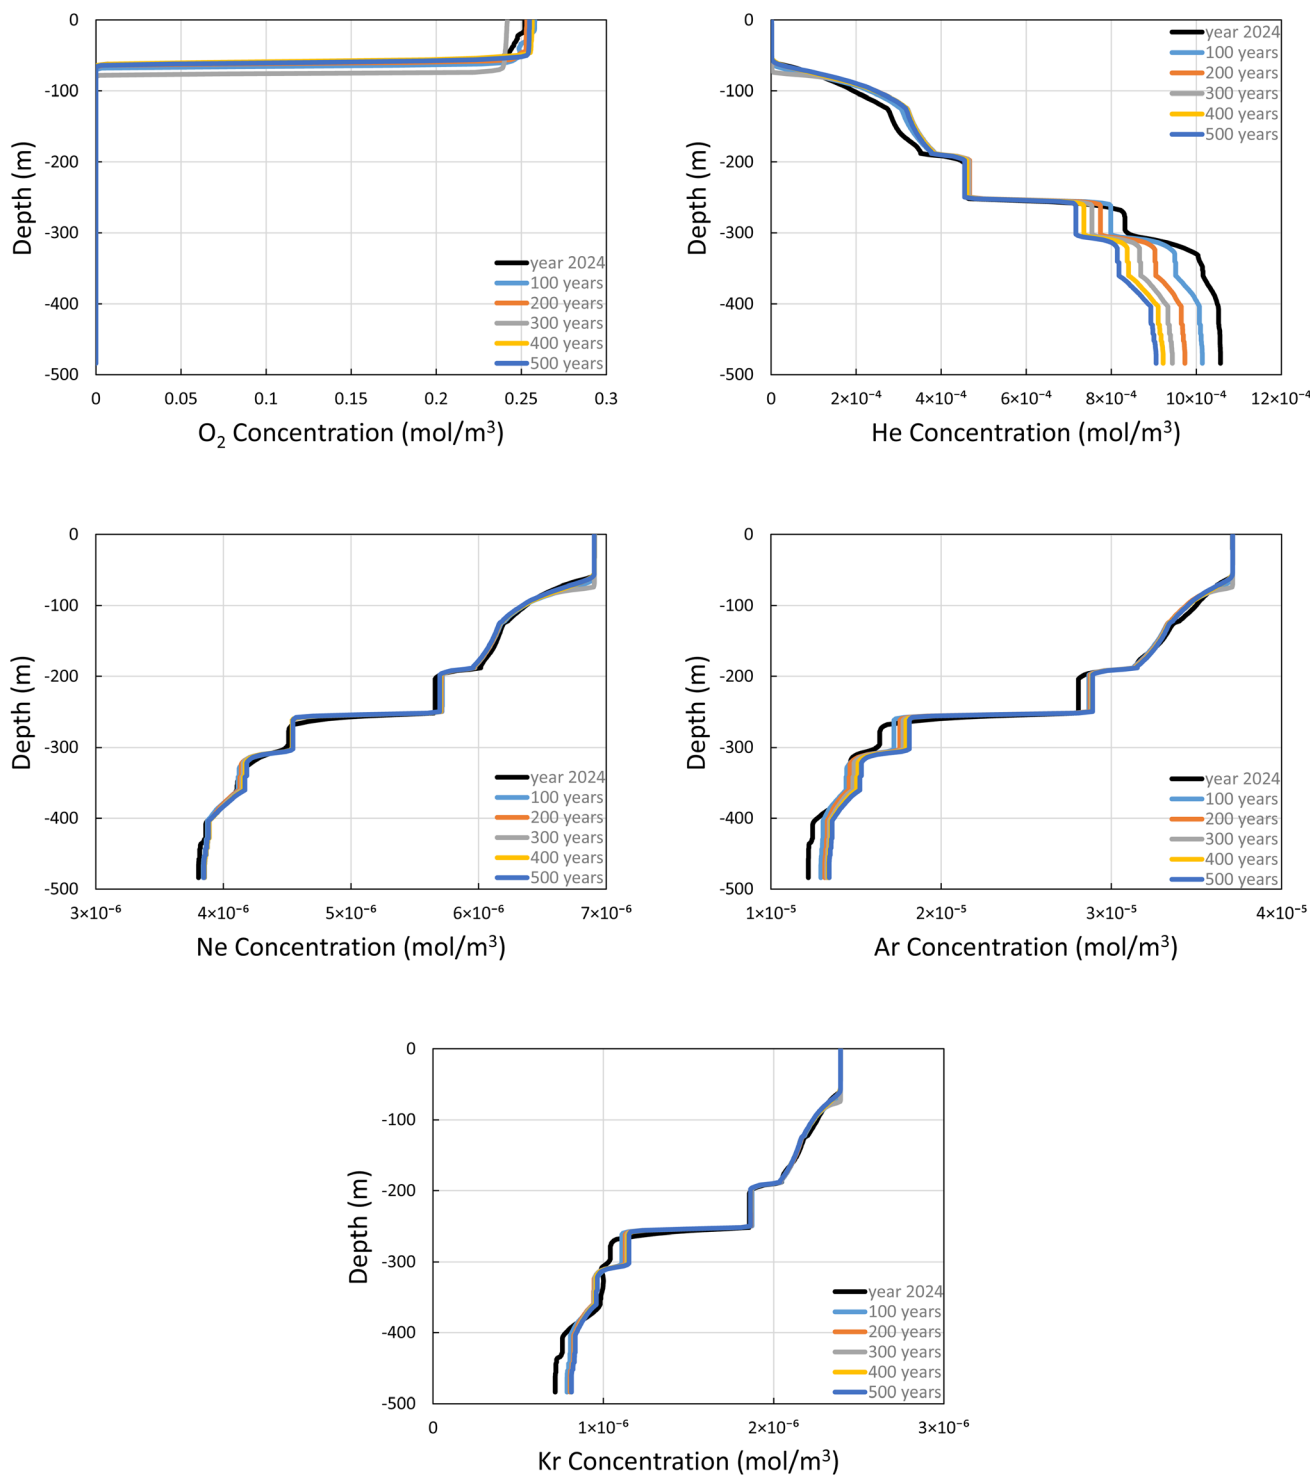 0
-100
-200
-300
-400
-500
Depth (m)
year 2024
100 years
200 years
300 years
400 years
500 years
0 0.05 0.1 0.15 0.2 0.25 0.3
O₂ Concentration (mol/m³)
0
-100
-200
-300
-400
-500
Depth (m)
year 2024
100 years
200 years
300 years
400 years
500 years
0 2×10⁻⁴ 4×10⁻⁴ 6×10⁻⁴ 8×10⁻⁴ 10×10⁻⁴ 12×10⁻⁴
He Concentration (mol/m³)
0
-100
-200
-300
-400
-500
Depth (m)
year 2024
100 years
200 years
300 years
400 years
500 years
3×10⁻⁶ 4×10⁻⁶ 5×10⁻⁶ 6×10⁻⁶ 7×10⁻⁶
Ne Concentration (mol/m³)
0
-100
-200
-300
-400
-500
Depth (m)
year 2024
100 years
200 years
300 years
400 years
500 years
1×10⁻⁵ 2×10⁻⁵ 3×10⁻⁵ 4×10⁻⁵
Ar Concentration (mol/m³)
0
-100
-200
-300
-400
-500
Depth (m)
year 2024
100 years
200 years
300 years
400 years
500 years
0 1×10⁻⁶ 2×10⁻⁶ 3×10⁻⁶
Kr Concentration (mol/m³)